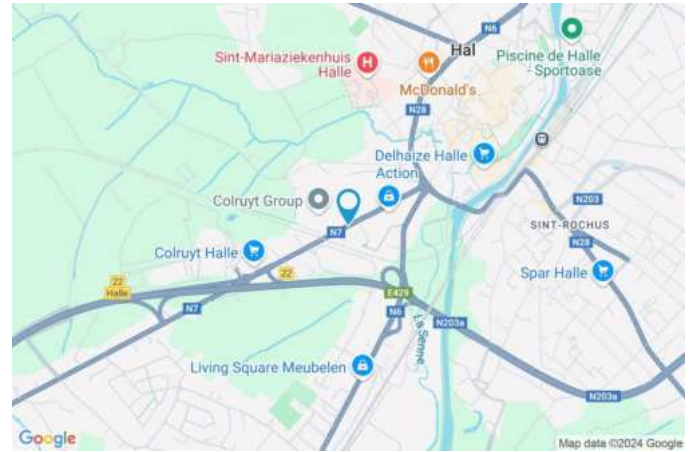 N6
Hal
Piscine de Halle
- Sportoase
Sint-Mariaziekenhuis
Halle
H
McDonald's
N28
Delhaize Halle
Action
Colruyt Group
N7
N203
SINT-ROCHUS
N28
Colruyt Halle
Spar Halle
22
Halle
22
E429
N7
N6
N203a
La Senne
Living Square Meubelen
N203a
Google
Map data ©2024 Google